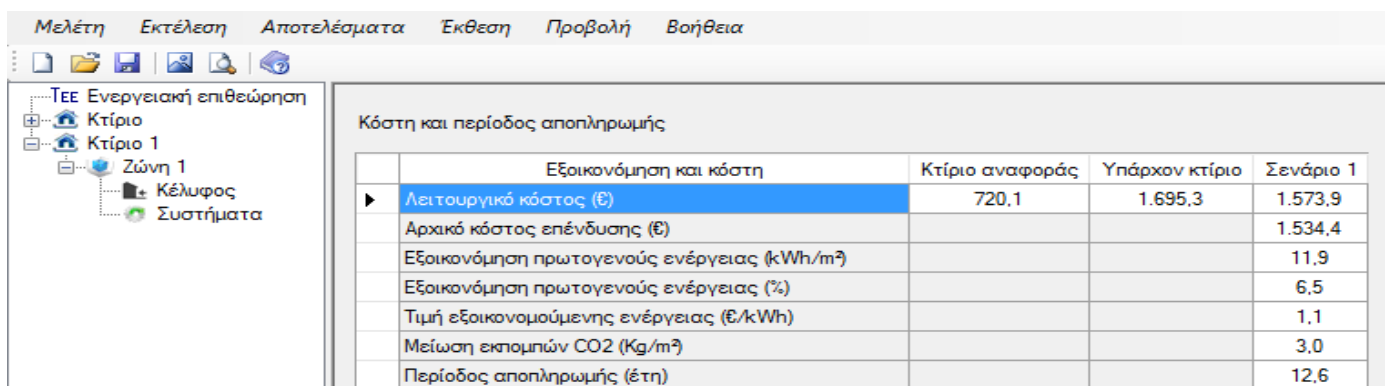 Μελέτη Εκτέλεση Αποτελέσματα Έκθεση Προβολή Βοήθεια
ΤΕΕ Ενεργειακή επιθεώρηση
Κτίριο
Κτίριο 1
Ζώνη 1
Κέλυφος
Συστήματα
Κόστη και περίοδος αποπληρωμής
Εξοικονόμηση και κόστη Κτίριο αναφοράς Υπάρχον κτίριο Σενάριο 1
Λειτουργικό κόστος (€) 720,1 1.695,3 1.573,9
Αρχικό κόστος επένδυσης (€) 1.534,4
Εξοικονόμηση πρωτογενούς ενέργειας (kWh/m²) 11,9
Εξοικονόμηση πρωτογενούς ενέργειας (%) 6,5
Τιμή εξοικονομούμενης ενέργειας (€/kWh) 1,1
Μείωση εκπομπών CO2 (Kg/m²) 3,0
Περίοδος αποπληρωμής (έτη) 12,6